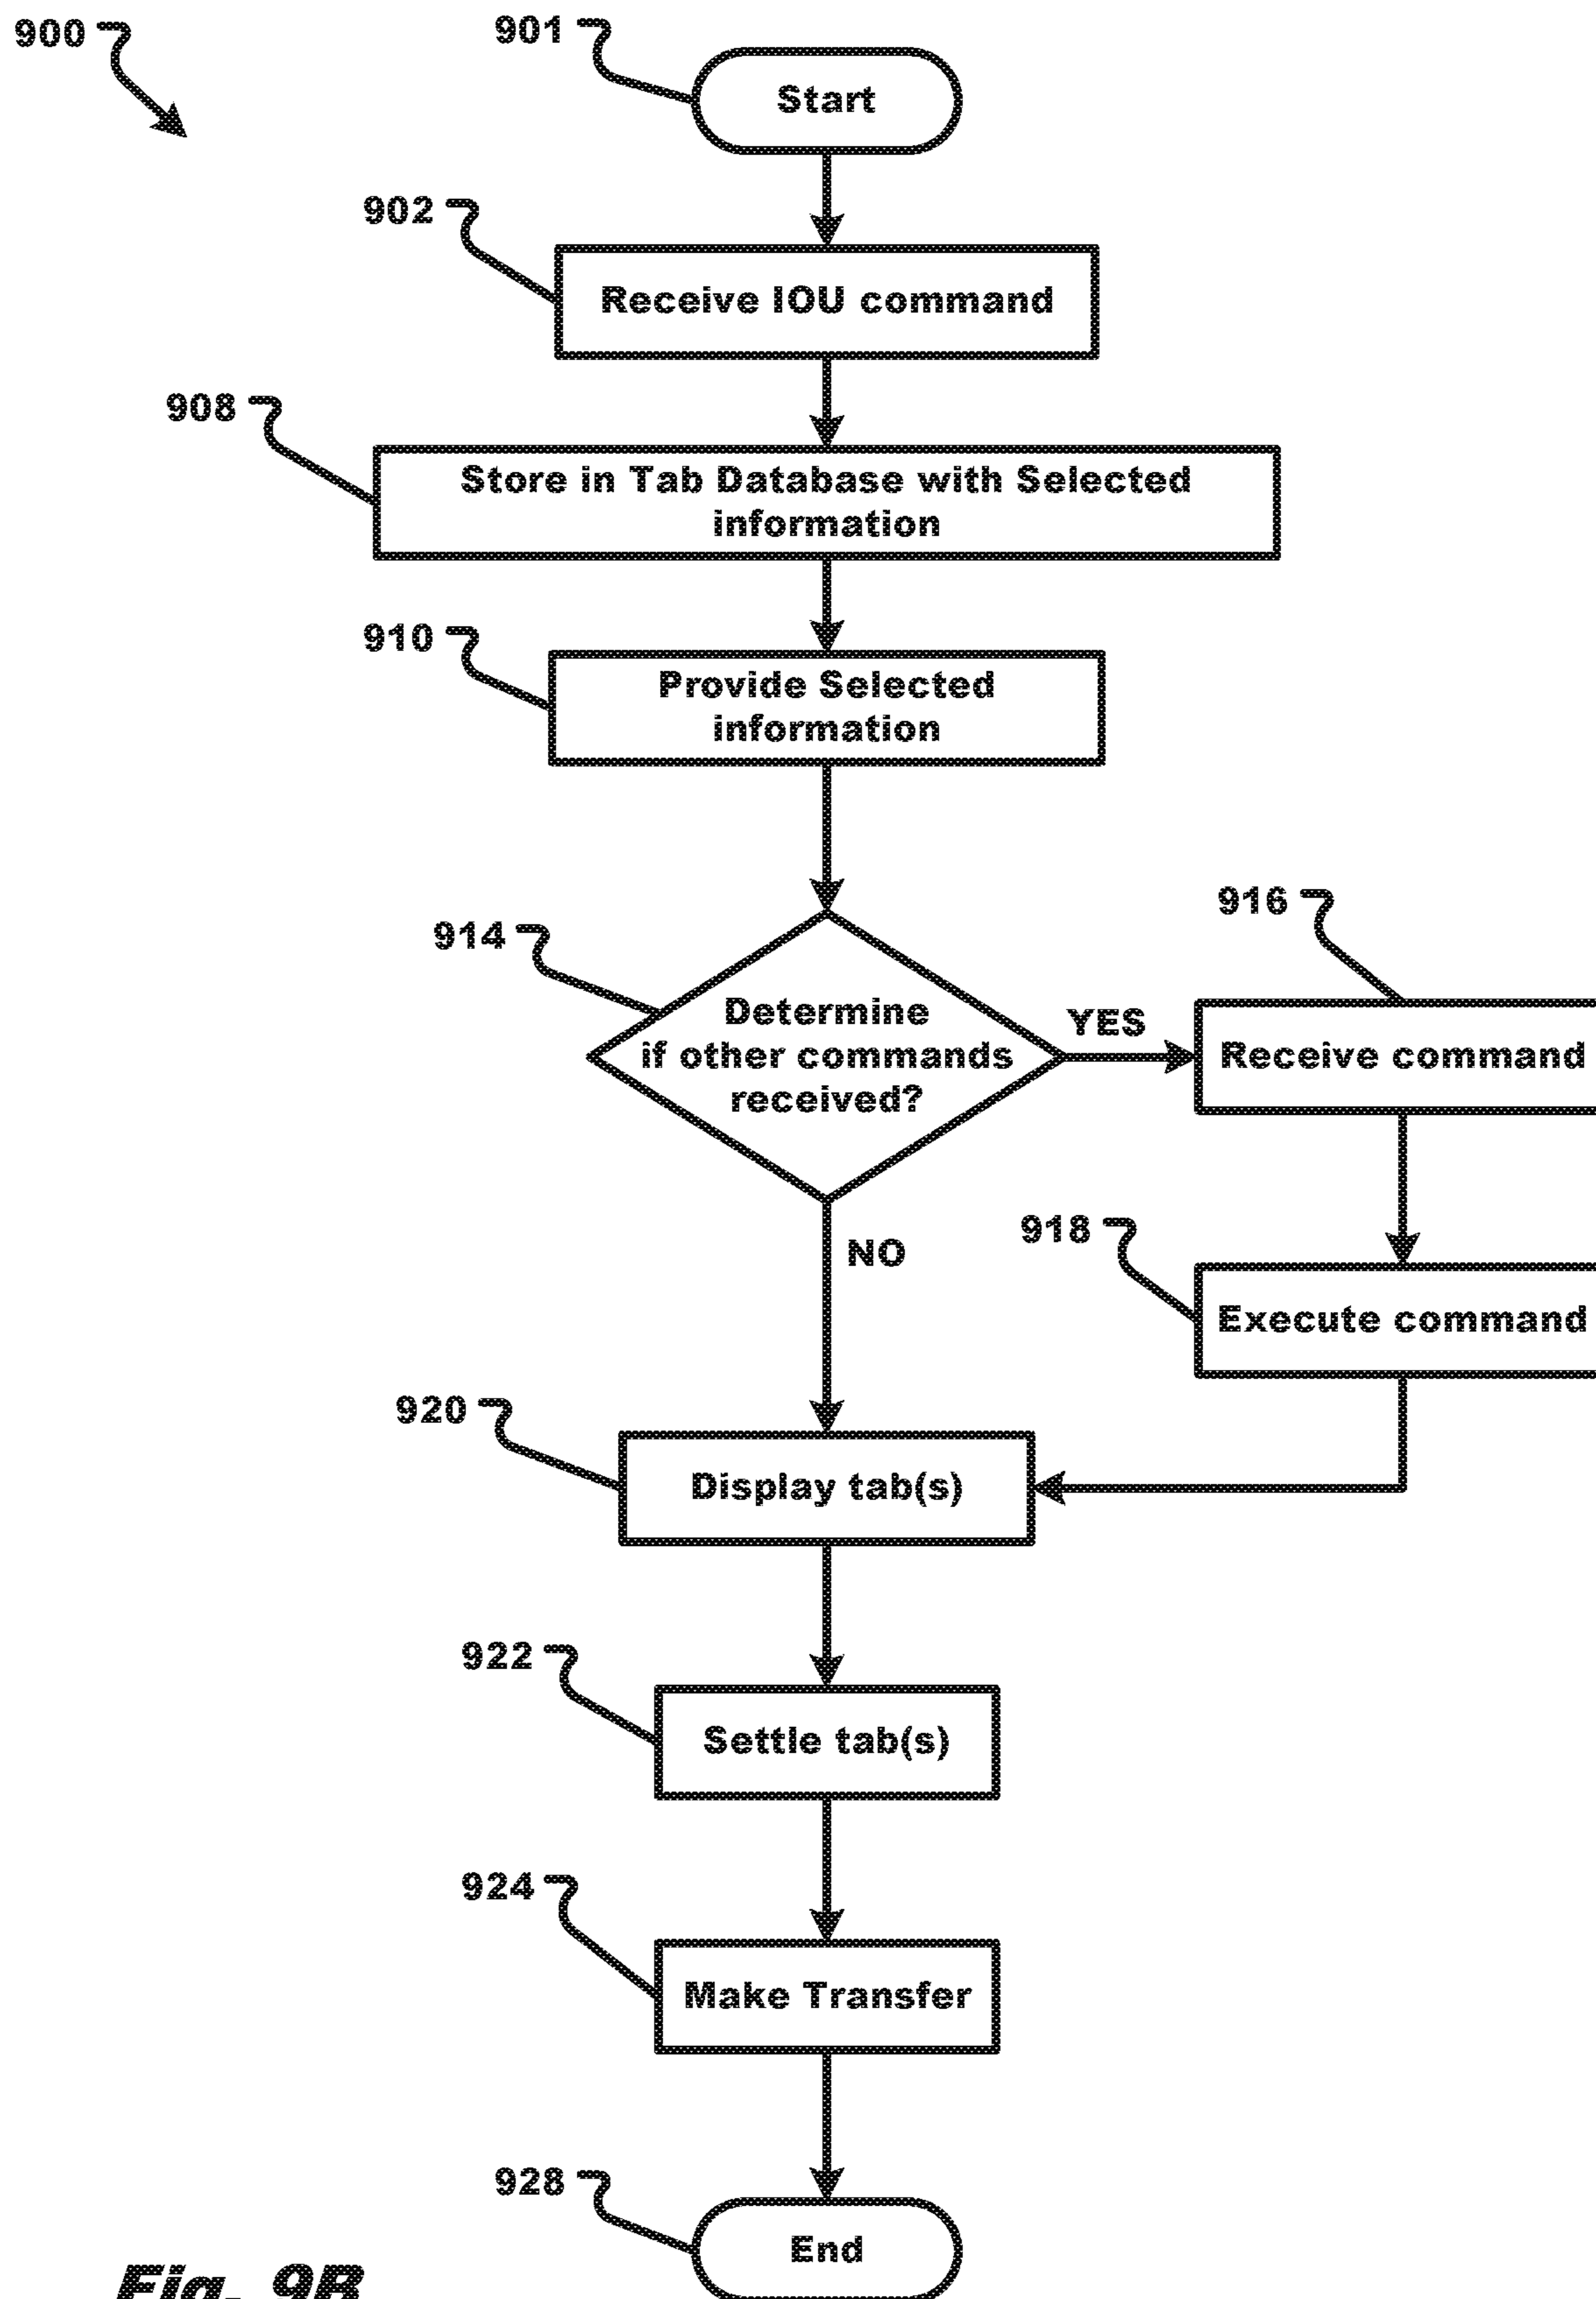 900
901
Start
902
Receive IOU command
908
Store in Tab Database with Selected
information
910
Provide Selected
information
914
Determine
if other commands
received?
YES
916
Receive command
NO
918
Execute command
920
Display tab(s)
922
Settle tab(s)
924
Make Transfer
928
End
Fig. 9B